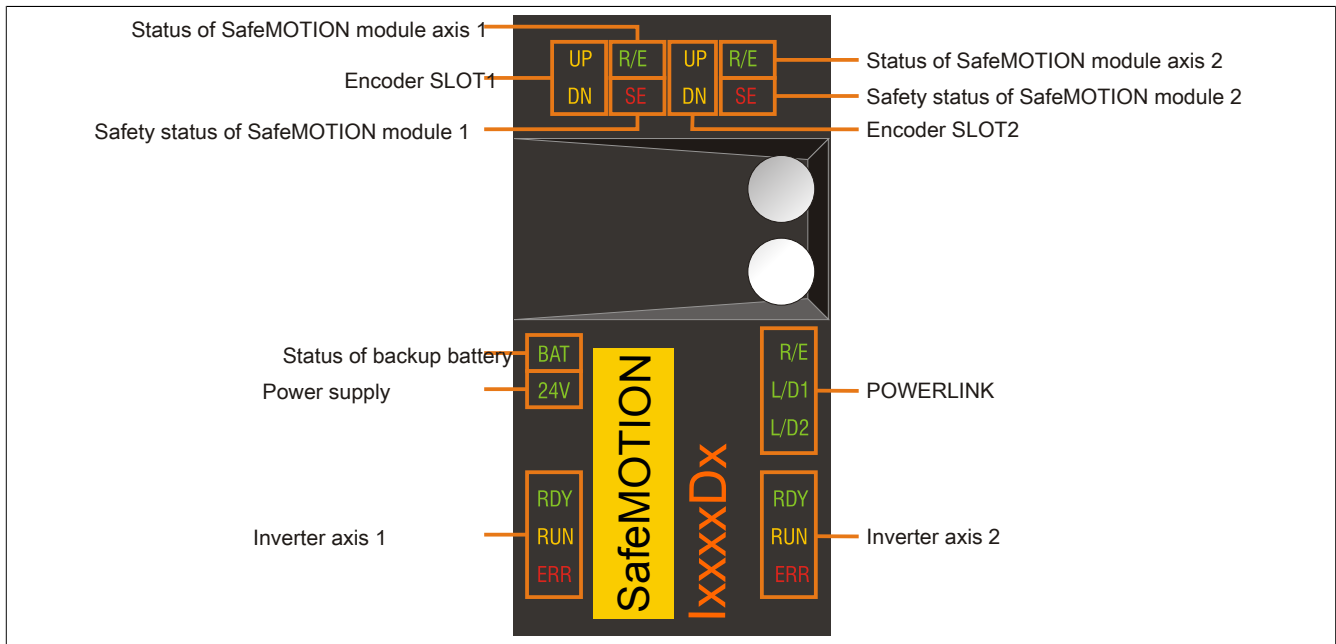 Status of SafeMOTION module axis 1
UP R/E UP R/E
Status of SafeMOTION module axis 2
Encoder SLOT1
DN SE DN SE
Safety status of SafeMOTION module 2
Safety status of SafeMOTION module 1
Encoder SLOT2
Status of backup battery
BAT
R/E
Power supply
24V
L/D1
POWERLINK
L/D2
SafeMOTION
IxxxxDx
RDY
RDY
Inverter axis 1
RUN
RUN
Inverter axis 2
ERR
ERR